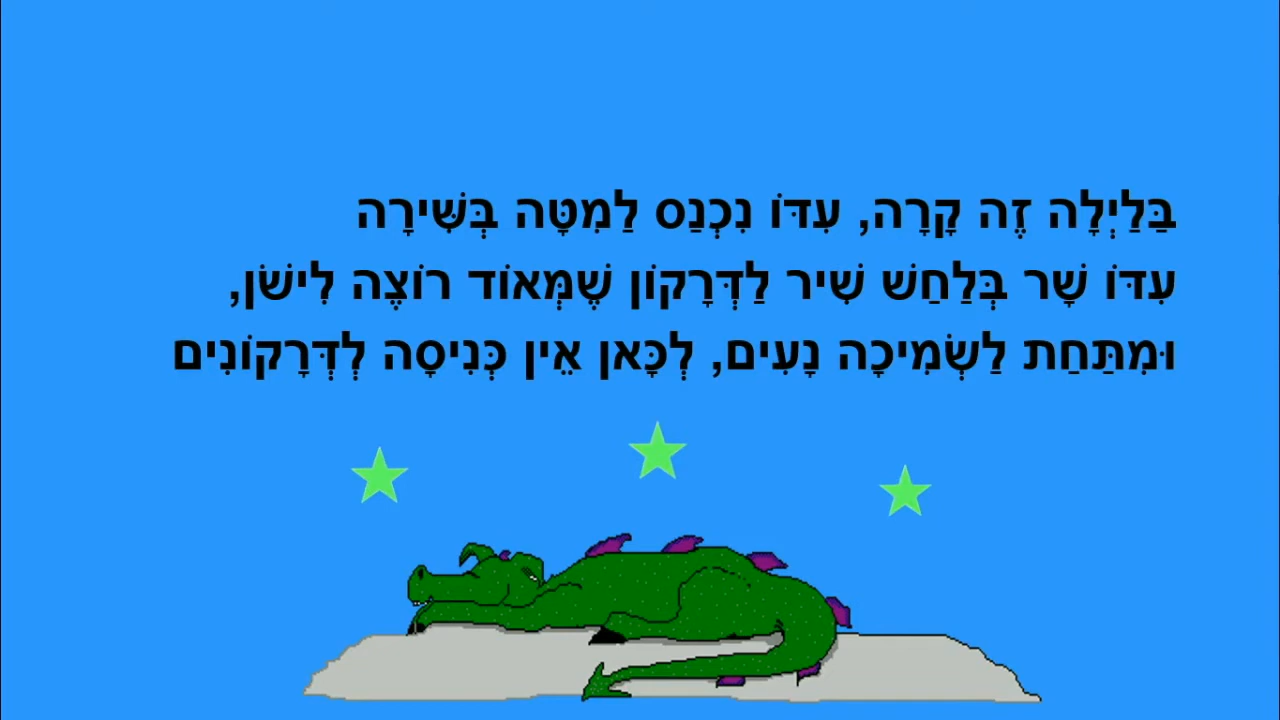 בַּלַּיְלָה זֶה קָרָה, עִדּוֹ נִכְנַס לַמִּטָּה בְּשִׁירָה
עִדּוֹ שָׁר בְּלַחַשׁ שִׁיר לַדְּרָקוֹן שֶׁמְּאוֹד רוֹצֶה לִישֹׁן,
וּמִתַּחַת לַשְּׂמִיכָה נָעִים, לְכָּאן אֵין כְּנִיסָה לְדְּרָקוֹנִים